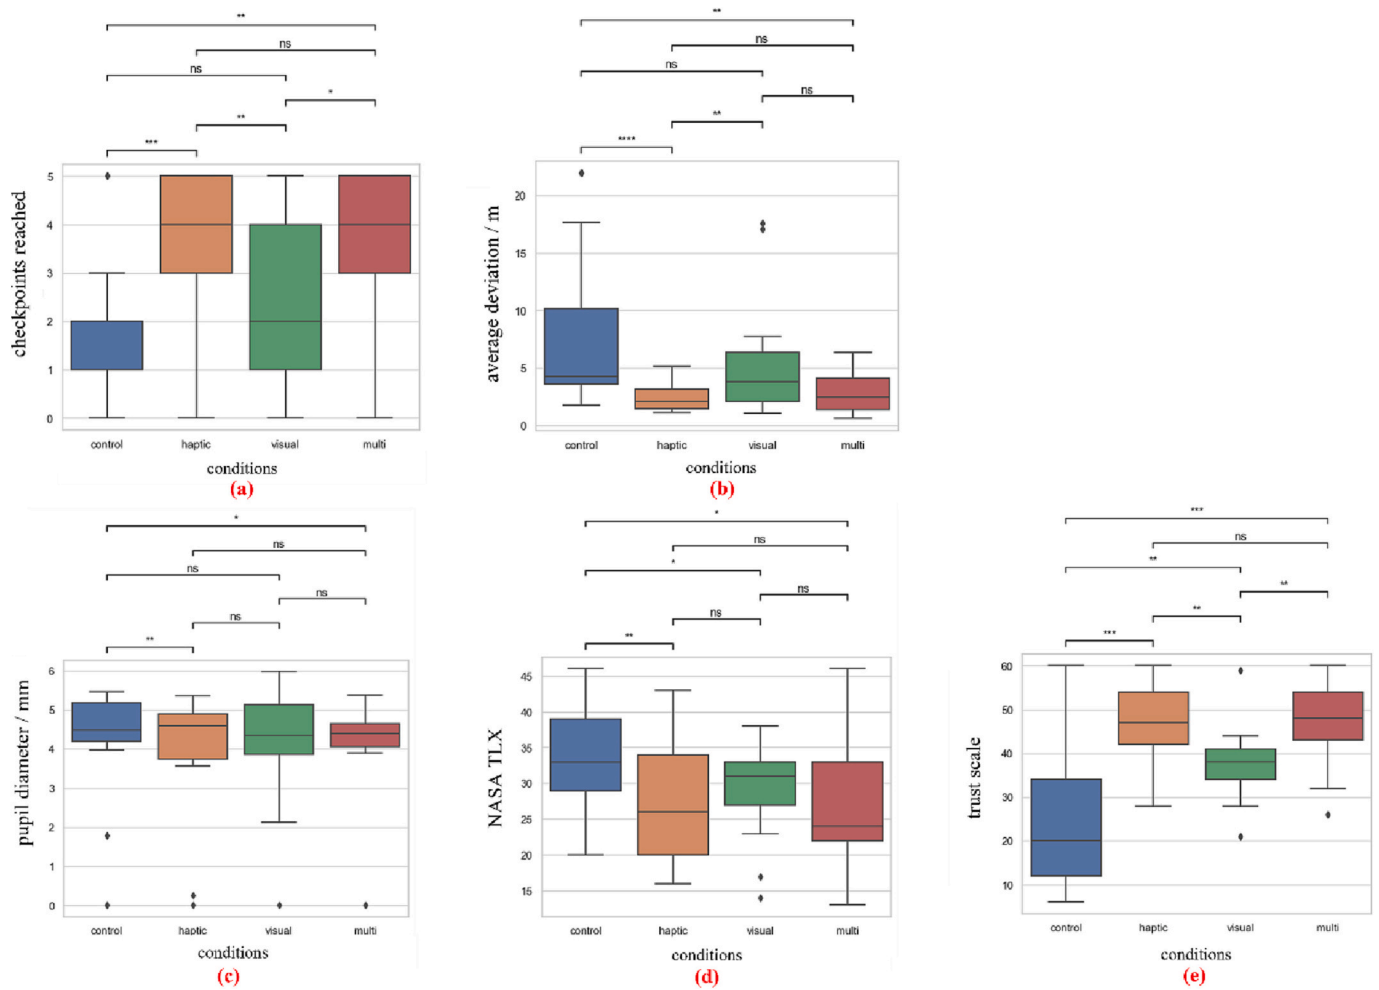 **
ns
ns
*
**
***
checkpoints reached
5
4
3
2
1
0
control haptic visual multi
conditions
(a)
**
ns
ns
ns
**
****
average deviation / m
20
15
10
5
0
control haptic visual multi
conditions
(b)
*
ns
ns
ns
ns
**
pupil diameter / mm
6
5
4
3
2
1
0
control haptic visual multi
conditions
(c)
*
ns
*
ns
ns
**
NASA TLX
45
40
35
30
25
20
15
control haptic visual multi
conditions
(d)
***
ns
**
**
**
***
trust scale
60
50
40
30
20
10
control haptic visual multi
conditions
(e)